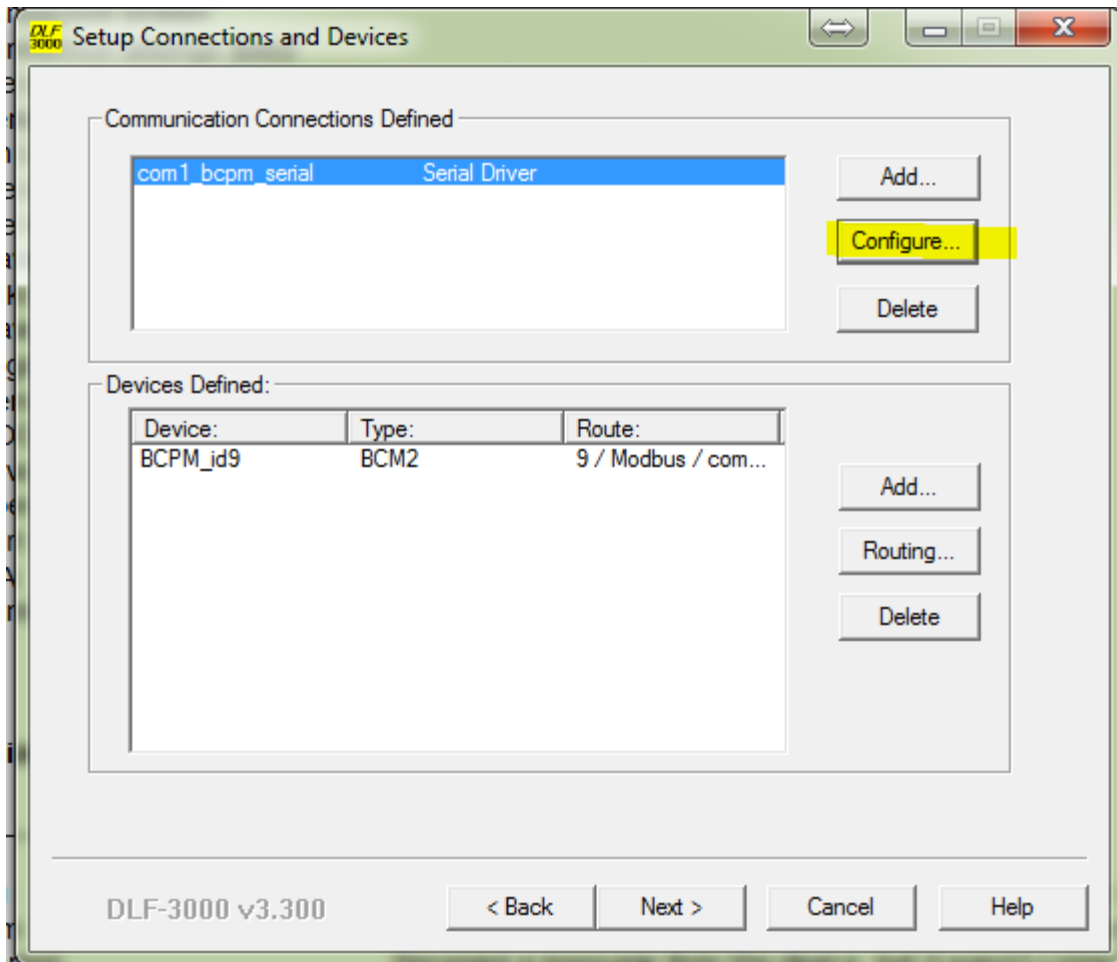 DLF
3000
Setup Connections and Devices
Communication Connections Defined
com1_bcpm_serial Serial Driver
Add...
Configure...
Delete
Devices Defined:
Device: Type: Route:
BCPM_id9 BCM2 9 / Modbus / com...
Add...
Routing...
Delete
DLF-3000 v3.300
< Back Next > Cancel Help